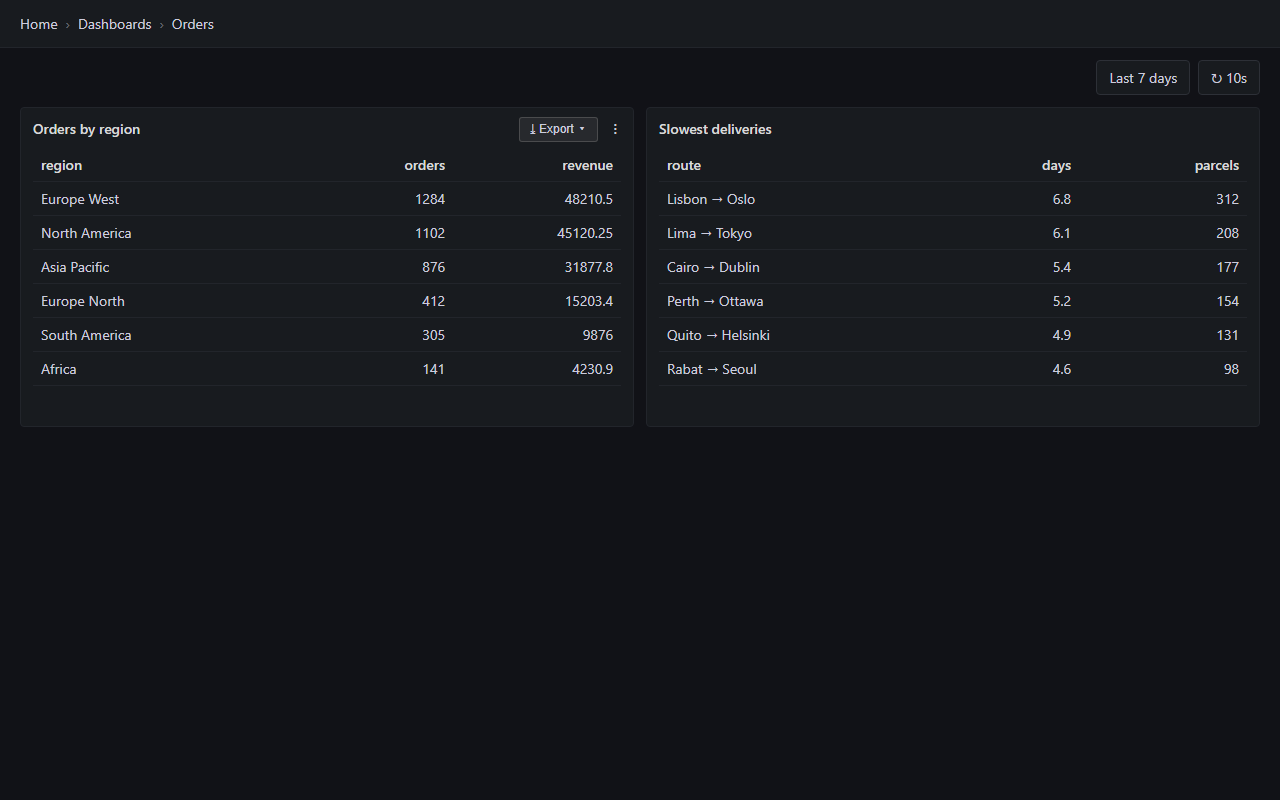 Home › Dashboards › Orders
Last 7 days
↻ 10s
Orders by region
⤓ Export ▾
⋮
region orders revenue
Europe West 1284 48210.5
North America 1102 45120.25
Asia Pacific 876 31877.8
Europe North 412 15203.4
South America 305 9876
Africa 141 4230.9
Slowest deliveries
route days parcels
Lisbon → Oslo 6.8 312
Lima → Tokyo 6.1 208
Cairo → Dublin 5.4 177
Perth → Ottawa 5.2 154
Quito → Helsinki 4.9 131
Rabat → Seoul 4.6 98